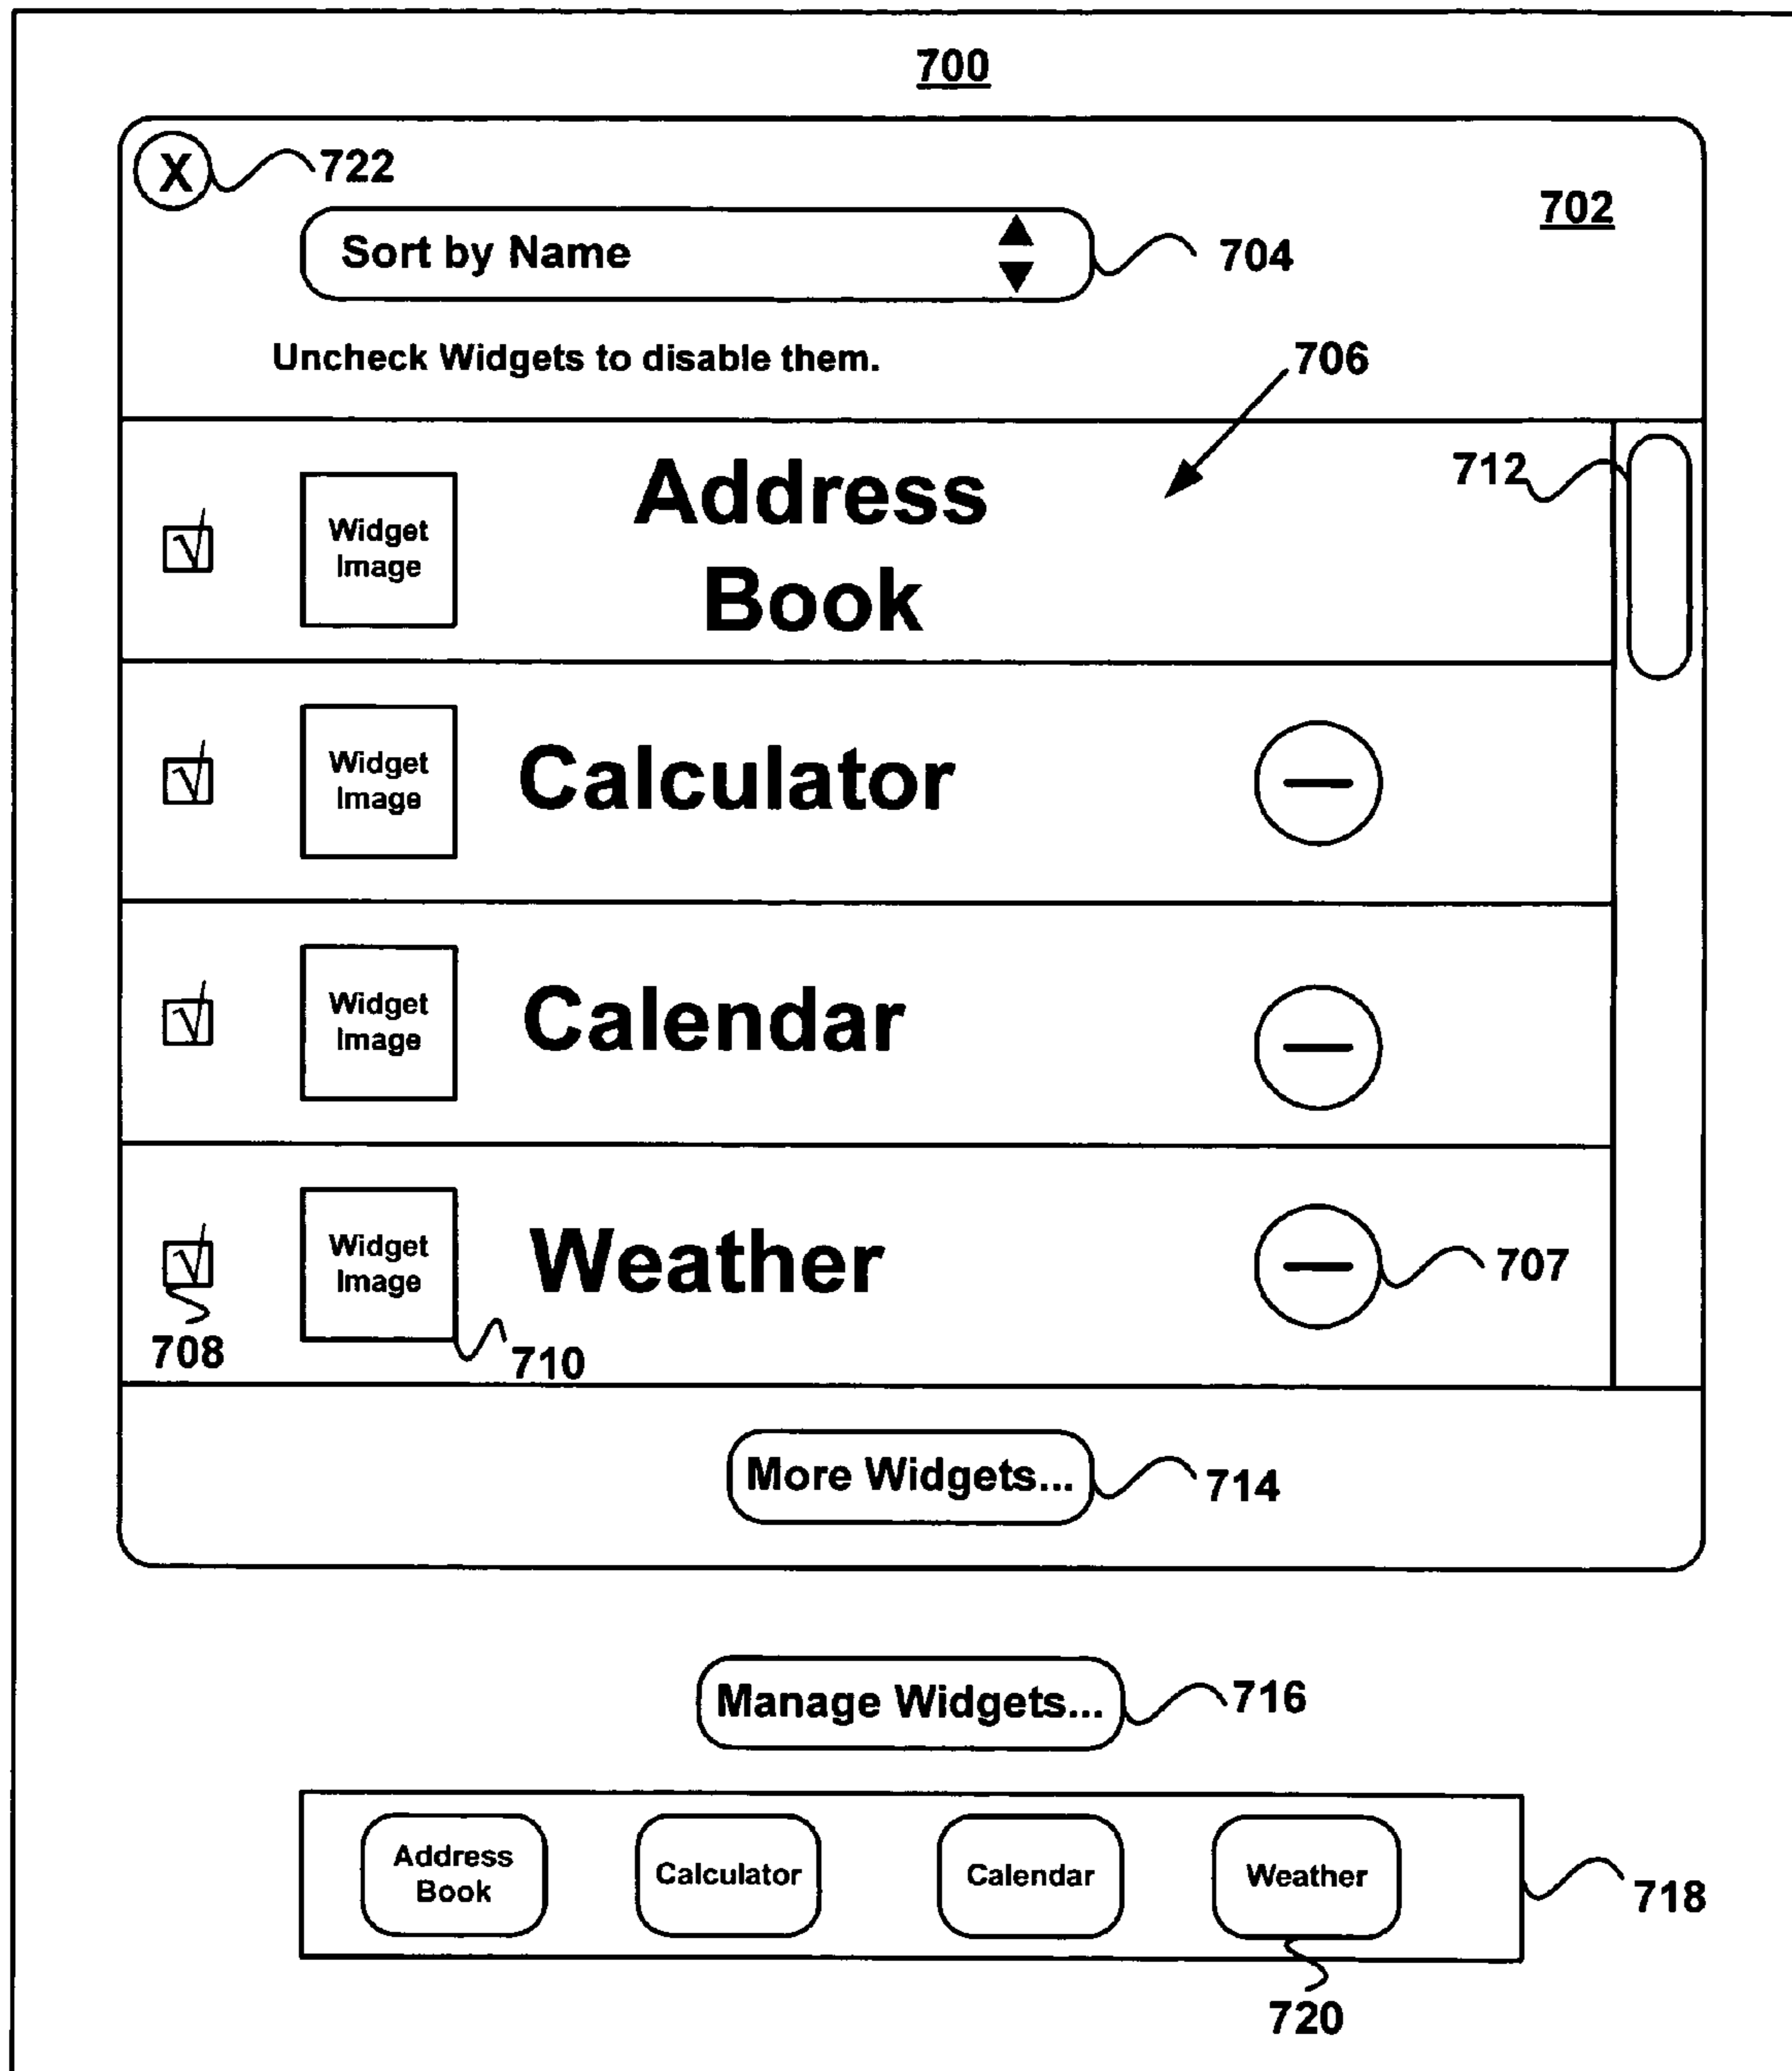 700
X
722
702
Sort by Name
704
Uncheck Widgets to disable them.
706
712
Widget
Image
Address
Book
Widget
Image
Calculator
Widget
Image
Calendar
Widget
Image
Weather
707
708
710
More Widgets...
714
Manage Widgets...
716
Address
Book
Calculator
Calendar
Weather
718
720